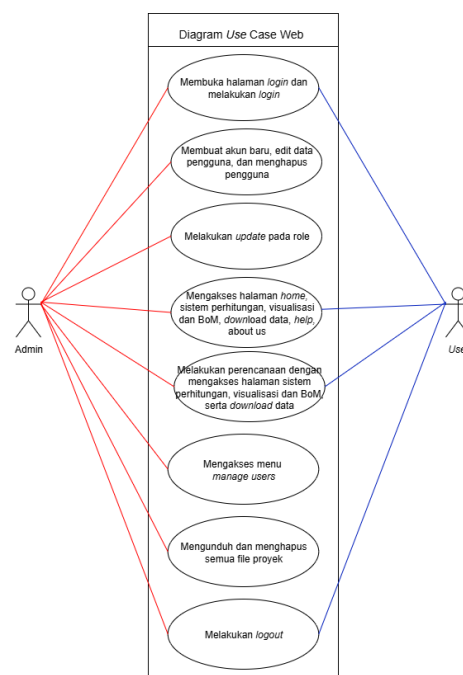 Diagram Use Case Web
Membuka halaman login dan
melakukan login
Membuat akun baru, edit data
pengguna, dan menghapus
pengguna
Melakukan update pada role
Mengakses halaman home,
sistem perhitungan, visualisasi
dan BoM, download data, help,
about us
Admin
Use
Melakukan perencanaan dengan
mengakses halaman sistem
perhitungan, visualisasi dan BoM,
serta download data
Mengakses menu
manage users
Mengunduh dan menghapus
semua file proyek
Melakukan logout